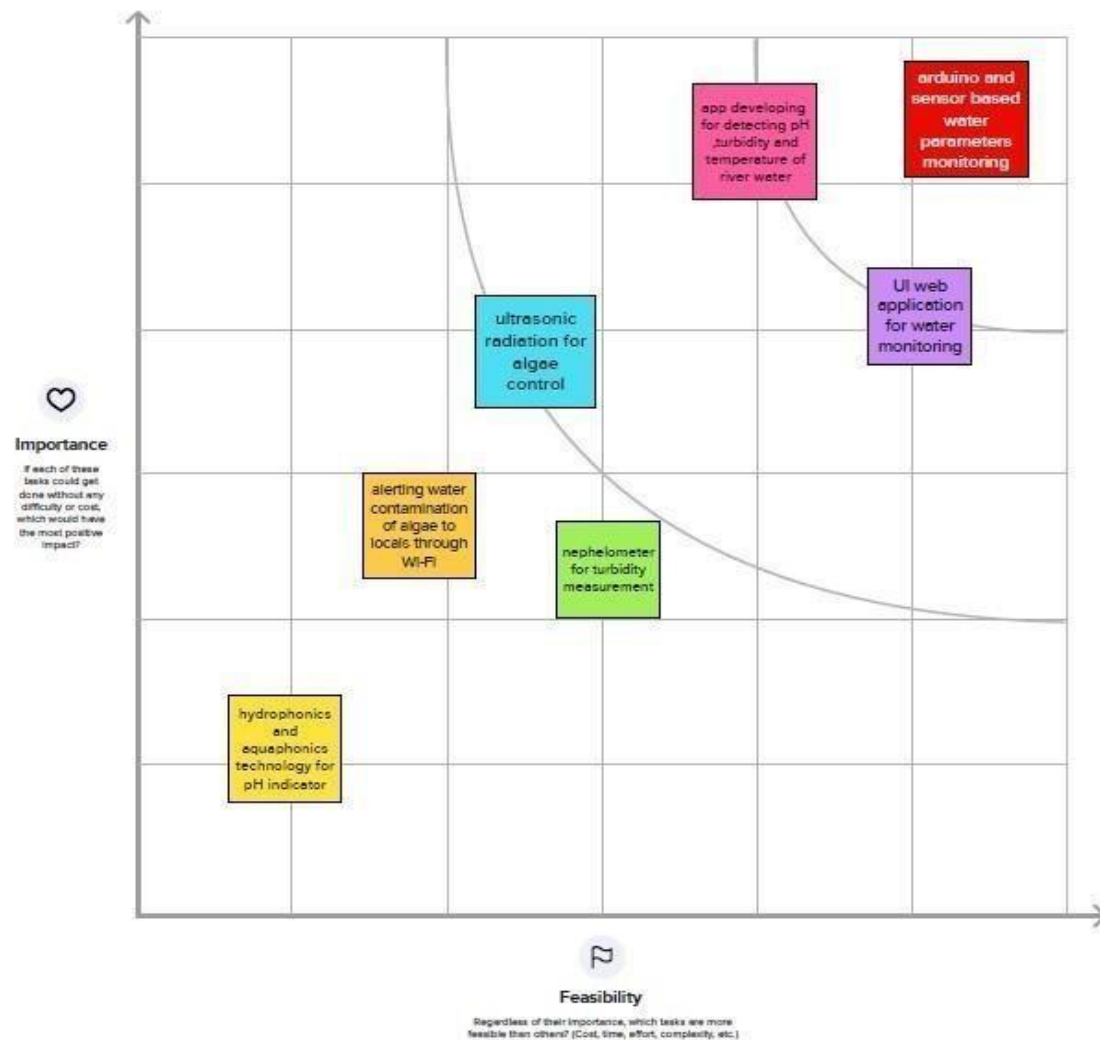 arduino and
sensor based
water
parameters
monitoring
app developing
for detecting pH
,turbidity and
temperature of
river water
UI web
application
for water
monitoring
ultrasonic
radiation for
algae
control
alerting water
contamination
of algae to
locals through
Wi-Fi
nephelometer
for turbidity
measurement
hydrophonics
and
aquaphonics
technology for
pH indicator
Importance
If each of these
tasks could get
done without any
difficulty or cost,
which would have
the most positive
impact?
Feasibility
Regardless of their importance, which tasks are more
feasible than others? (Cost, time, effort, complexity, etc.)